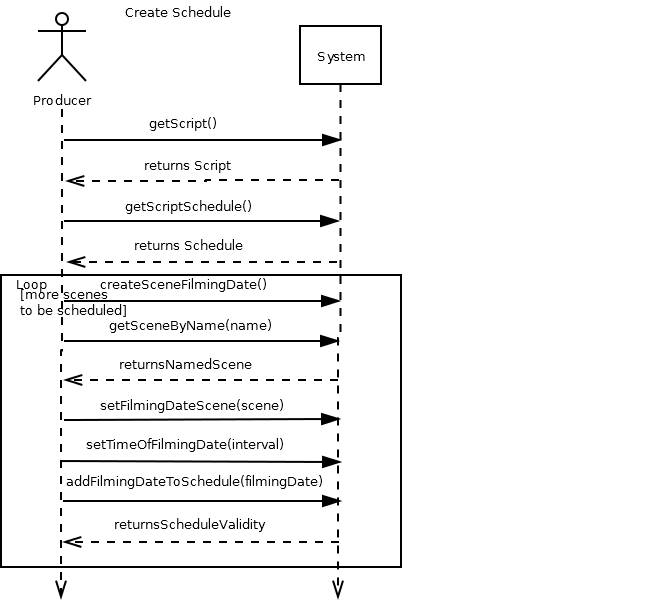 Create Schedule
System
Producer
getScript()
returns Script
getScriptSchedule()
returns Schedule
Loop
createSceneFilmingDate()
[more scenes
to be scheduled]
getSceneByName(name)
returnsNamedScene
setFilmingDateScene(scene)
setTimeOfFilmingDate(interval)
addFilmingDateToSchedule(filmingDate)
returnsScheduleValidity